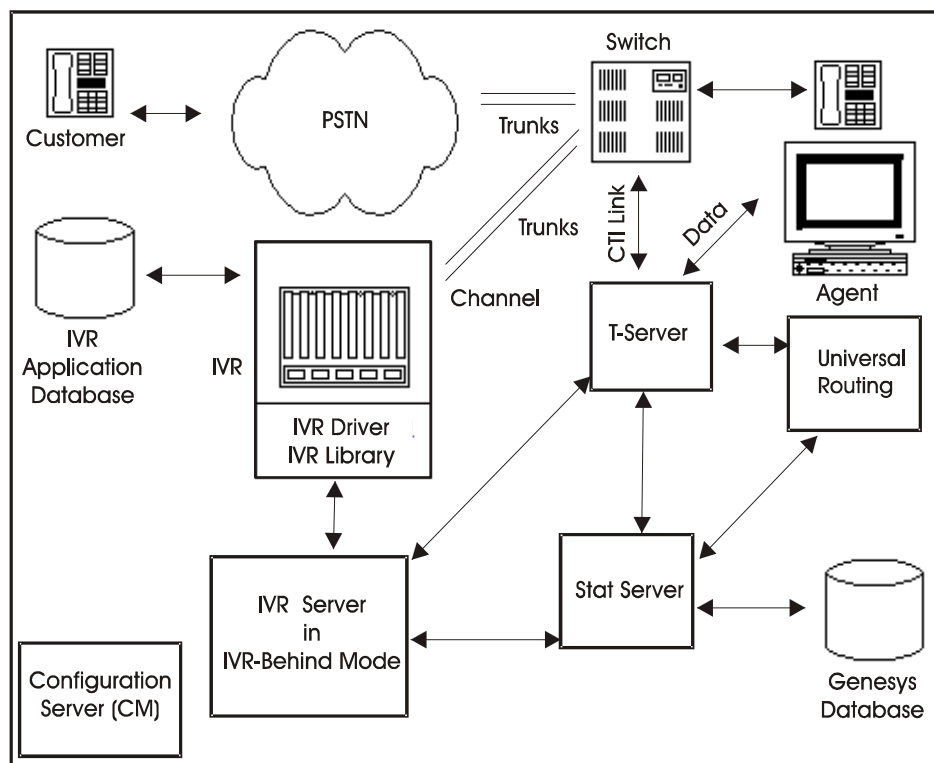 Switch
PSTN
Customer
Trunks
CTI Link
Data
Trunks
Channel
Agent
IVR
Application
Database
IVR
T-Server
Universal
Routing
IVR Driver
IVR Library
IVR Server
in
IVR-Behind Mode
Stat Server
Configuration
Server (CM)
Genesys
Database